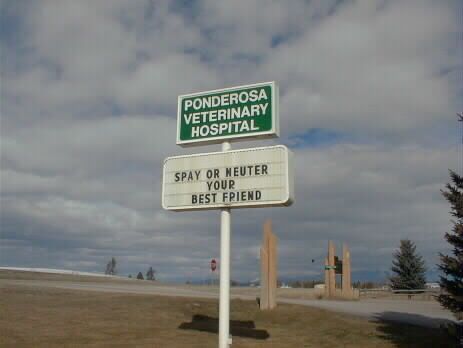 PONDEROSA
VETERINARY
HOSPITAL
SPAY OR NEUTER
YOUR
BEST FRIEND